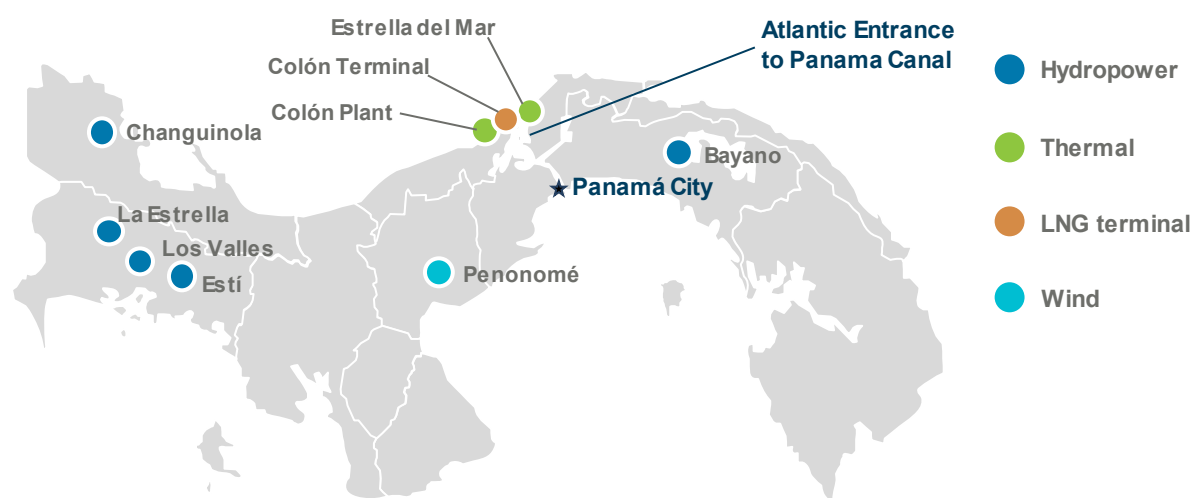 Estrella del Mar
Colón Terminal
Colón Plant
Atlantic Entrance
to Panama Canal
Changuinola
Bayano
Panamá City
La Estrella
Los Valles
Estí
Penonomé
Hydropower
Thermal
LNG terminal
Wind